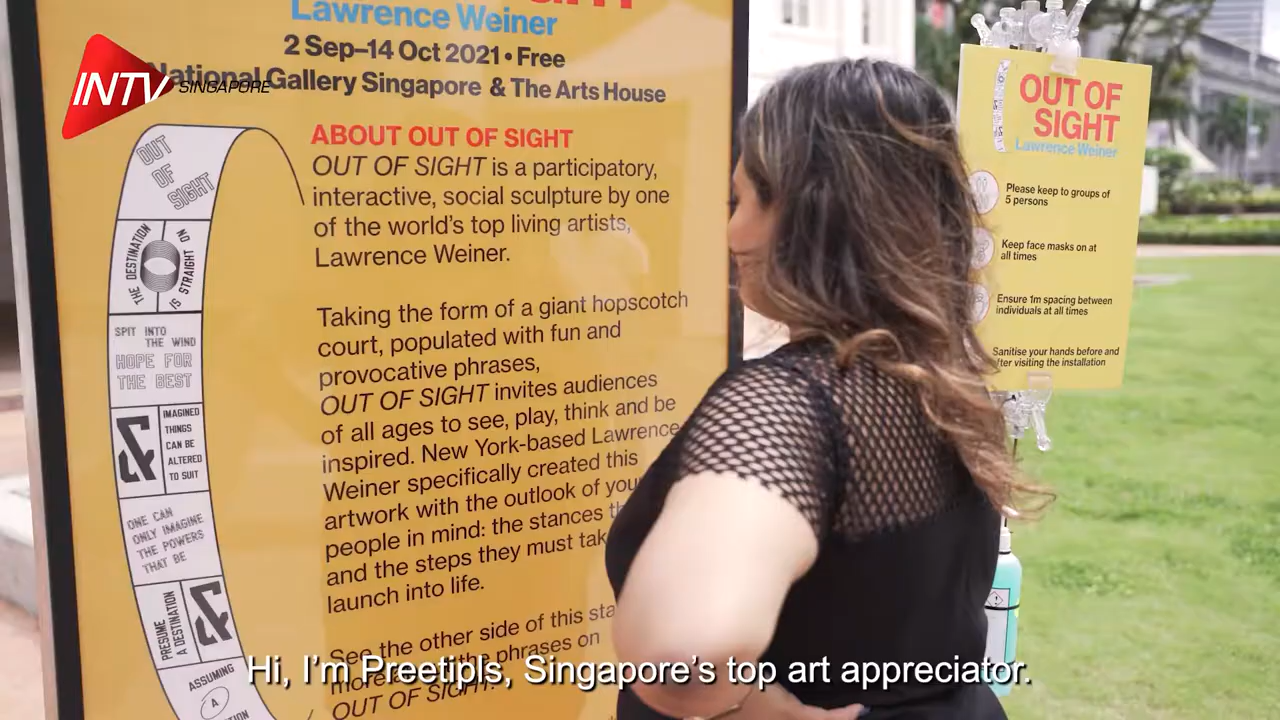 Lawrence Weiner
2 Sep–14 Oct 2021 • Free
National Gallery Singapore & The Arts House
INTV SINGAPORE
ABOUT OUT OF SIGHT
OUT OF SIGHT is a participatory,
interactive, social sculpture by one
of the world's top living artists,
Lawrence Weiner.
Taking the form of a giant hopscotch
court, populated with fun and
provocative phrases,
OUT OF SIGHT invites audiences
of all ages to see, play, think and be
inspired. New York-based Lawrence
Weiner specifically created this
artwork with the outlook of
people in mind: the stances
and the steps they must
launch into life.
See the other side of this
the phrases on
OUT OF SIGHT.
OUT
OF
SIGHT
THE DESTINATION
IS STRAIGHT ON
SPIT INTO
THE WIND
HOPE FOR
THE BEST
&
IMAGINED
THINGS
CAN BE
ALTERED
TO SUIT
ONE CAN
ONLY IMAGINE
THE POWERS
THAT BE
PRESUME
A DESTINATION
&
ASSUMING
A
OUT OF
SIGHT
Lawrence Weiner
Please keep to groups of
5 persons
Keep face masks on at
all times
Ensure 1m spacing between
individuals at all times
Sanitise your hands before and
after visiting the installation
Hi, I'm Preetipls, Singapore's top art appreciator.